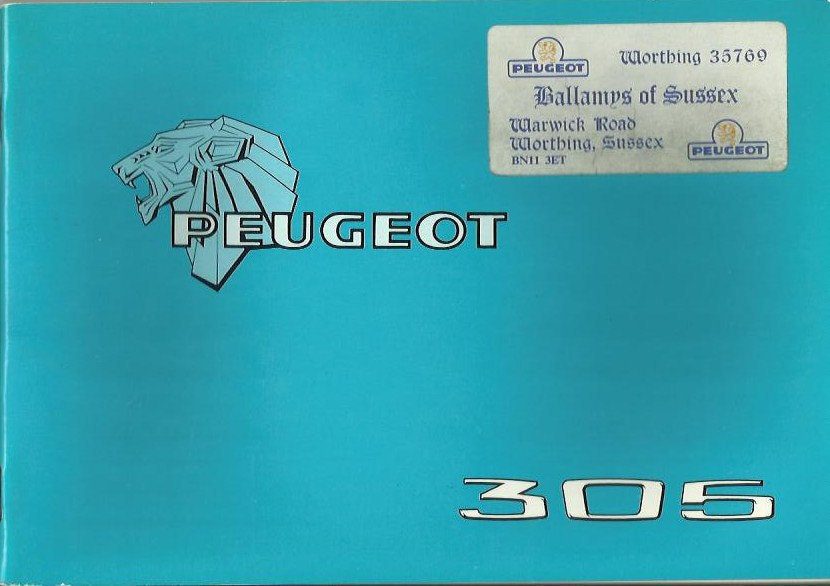 PEUGEOT
Worthing 35769
Ballamys of Sussex
Warwick Road
Worthing, Sussex
BN11 3ET
PEUGEOT
PEUGEOT
305